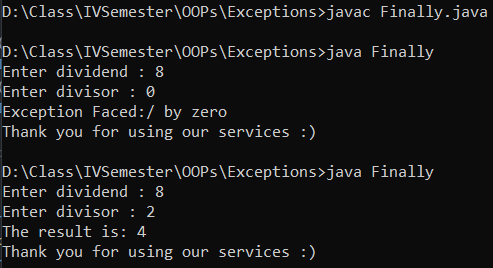 D:\Class\IVSemester\OOPs\Exceptions>javac Finally.java
D:\Class\IVSemester\OOPs\Exceptions>java Finally
Enter dividend : 8
Enter divisor : 0
Exception Faced:/ by zero
Thank you for using our services :)
D:\Class\IVSemester\OOPs\Exceptions>java Finally
Enter dividend : 8
Enter divisor : 2
The result is: 4
Thank you for using our services :)